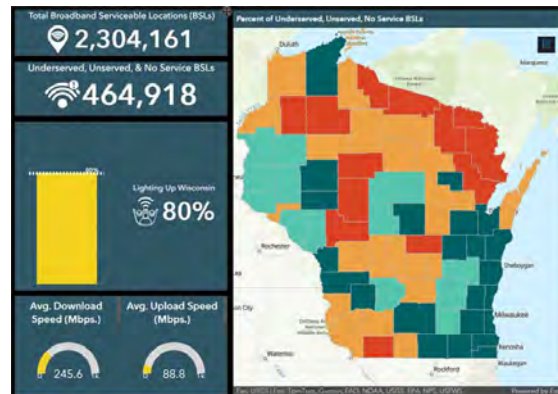 Total Broadband Serviceable Locations (BSLs)
2,304,161
Underserved, Unserved, & No Service BSLs
464,918
Lighting Up Wisconsin
80%
Avg. Download
Speed (Mbps.)
245.6
Avg. Upload Speed
(Mbps.)
88.8
Percent of Underserved, Unserved, No Service BSLs
Duluth
Marquette
Rochester
Sheboygan
Milwaukee
Kenosha
Waukegan
Waterloo
Rockford